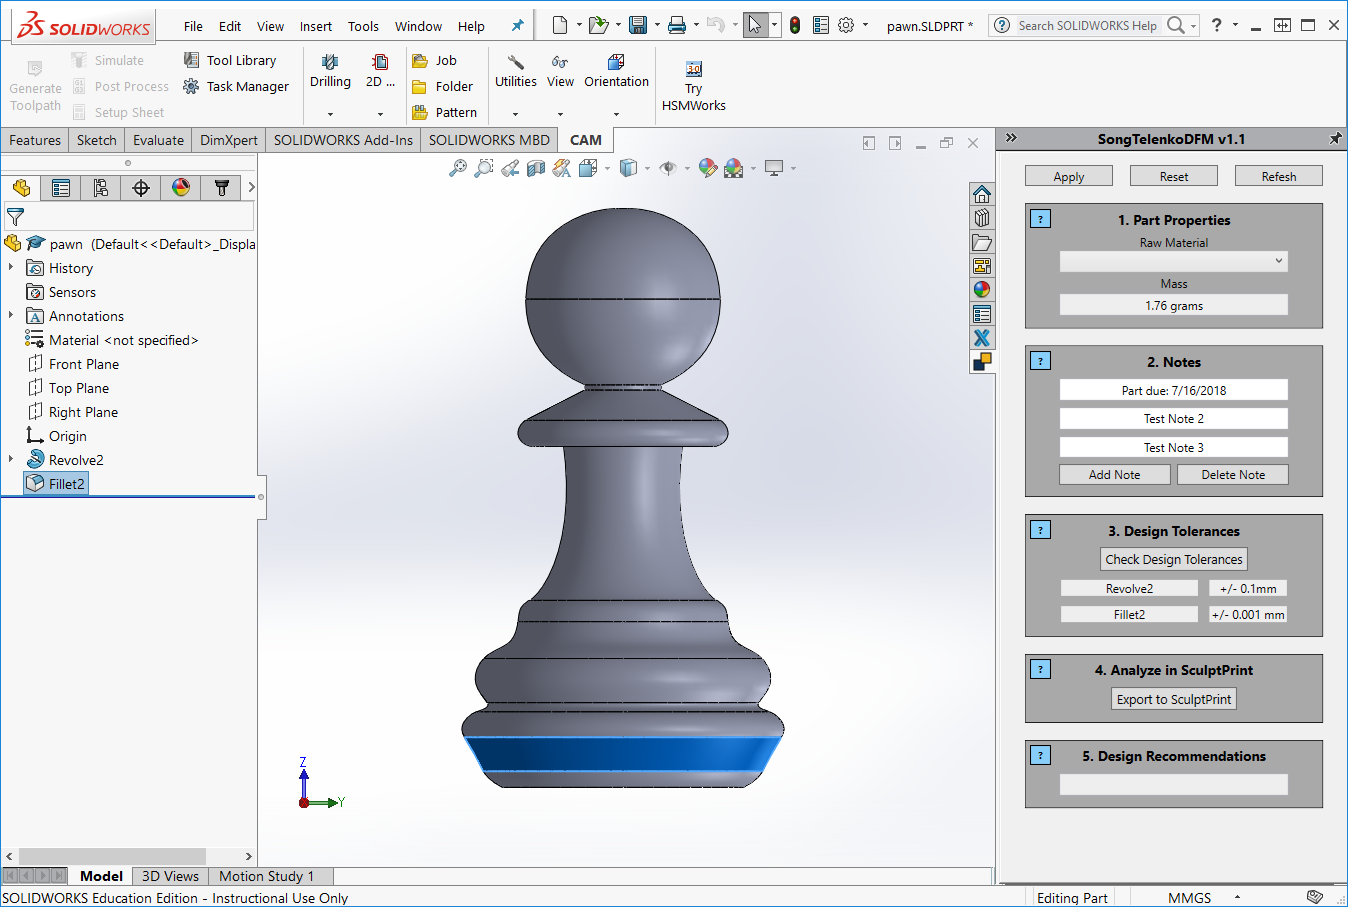 SOLIDWORKS
File Edit View Insert Tools Window Help
pawn.SLDPRT *
Search SOLIDWORKS Help
?
Generate Toolpath
Simulate
Post Process
Setup Sheet
Tool Library
Task Manager
Drilling
2D ...
Job
Folder
Pattern
Utilities
View
Orientation
3.0
Try
HSMWorks
Features Sketch Evaluate DimXpert SOLIDWORKS Add-Ins SOLIDWORKS MBD CAM
pawn (Default<<Default>_Displa
History
Sensors
Annotations
Material <not specified>
Front Plane
Top Plane
Right Plane
Origin
Revolve2
Fillet2
Z
Y
SongTelenkoDFM v1.1
Apply Reset Refesh
?
1. Part Properties
Raw Material
Mass
1.76 grams
?
2. Notes
Part due: 7/16/2018
Test Note 2
Test Note 3
Add Note Delete Note
?
3. Design Tolerances
Check Design Tolerances
Revolve2 +/- 0.1mm
Fillet2 +/- 0.001 mm
?
4. Analyze in SculptPrint
Export to SculptPrint
?
5. Design Recommendations
Model 3D Views Motion Study 1
SOLIDWORKS Education Edition - Instructional Use Only
Editing Part
MMGS